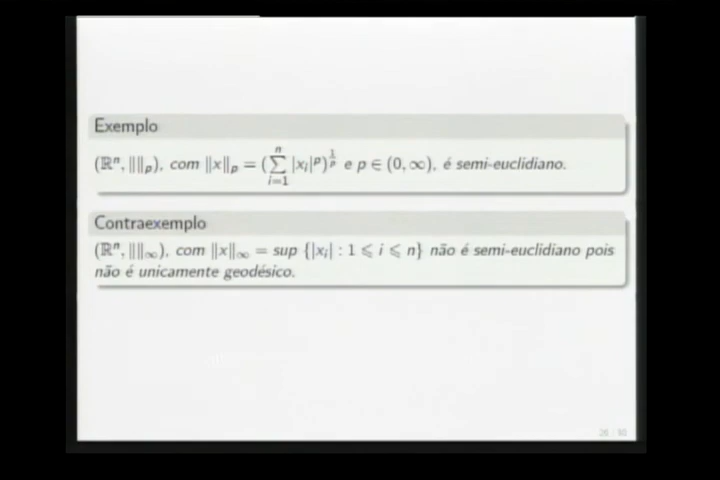 Exemplo
(ℝⁿ, ‖‖ₚ), com ‖x‖ₚ = (∑ᵢ₌₁ⁿ |xᵢ|ᵖ)^{1/p} e p ∈ (0, ∞), é semi-euclidiano.
Contraexemplo
(ℝⁿ, ‖‖∞), com ‖x‖∞ = sup {|xᵢ| : 1 ⩽ i ⩽ n} não é semi-euclidiano pois
não é unicamente geodésico.